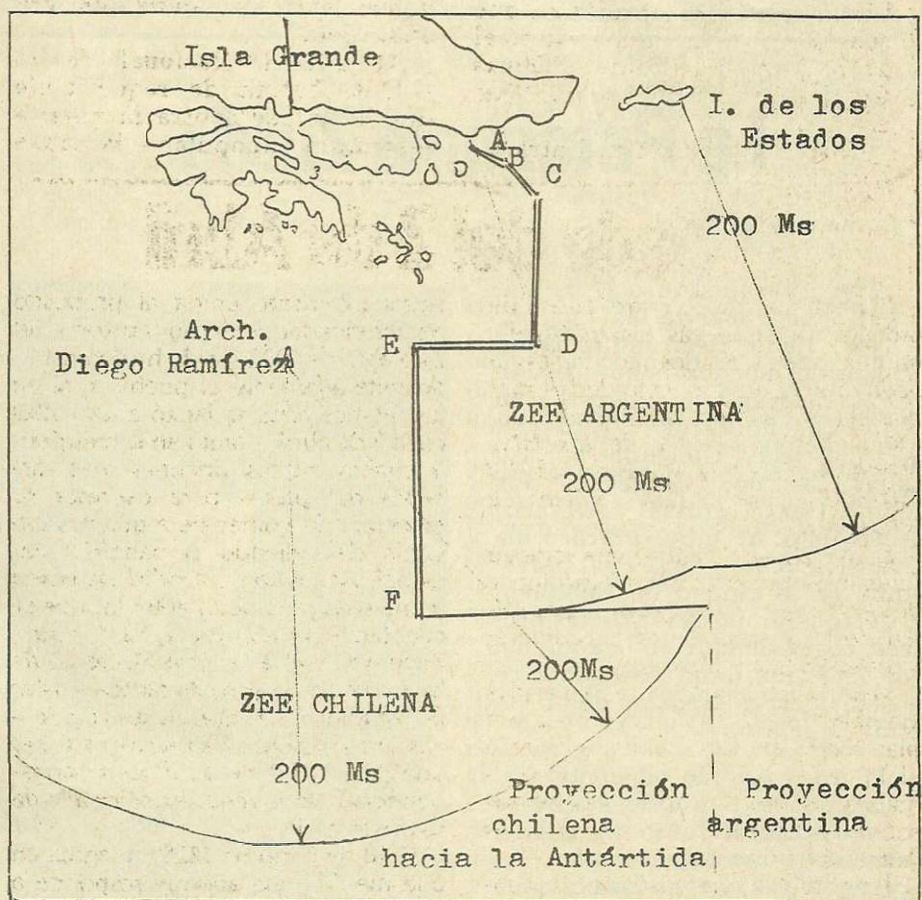 Isla Grande
I. de los
Estados
A
B
C
200 Ms
Arch.
Diego Ramírez
E
D
ZEE ARGENTINA
200 Ms
F
200Ms
ZEE CHILENA
200 Ms
Proyección
chilena
hacia la Antártida
Proyección
argentina